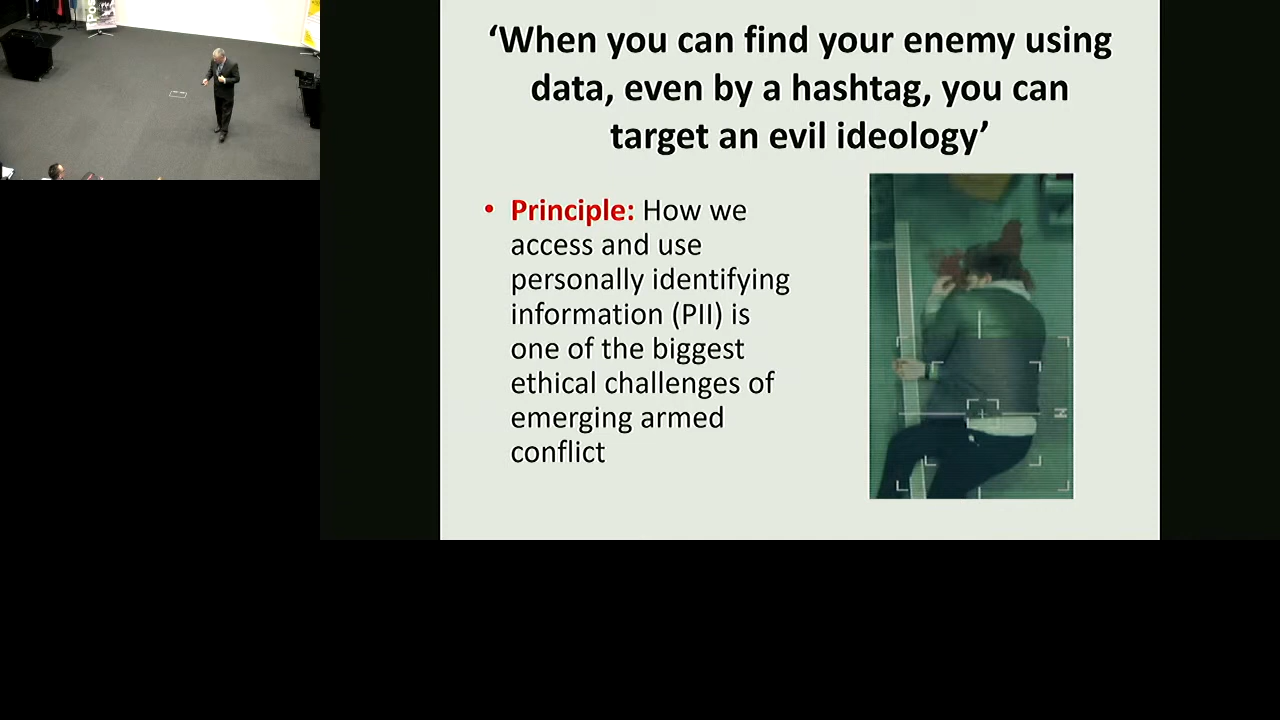 ‘When you can find your enemy using
data, even by a hashtag, you can
target an evil ideology’
• Principle: How we
access and use
personally identifying
information (PII) is
one of the biggest
ethical challenges of
emerging armed
conflict